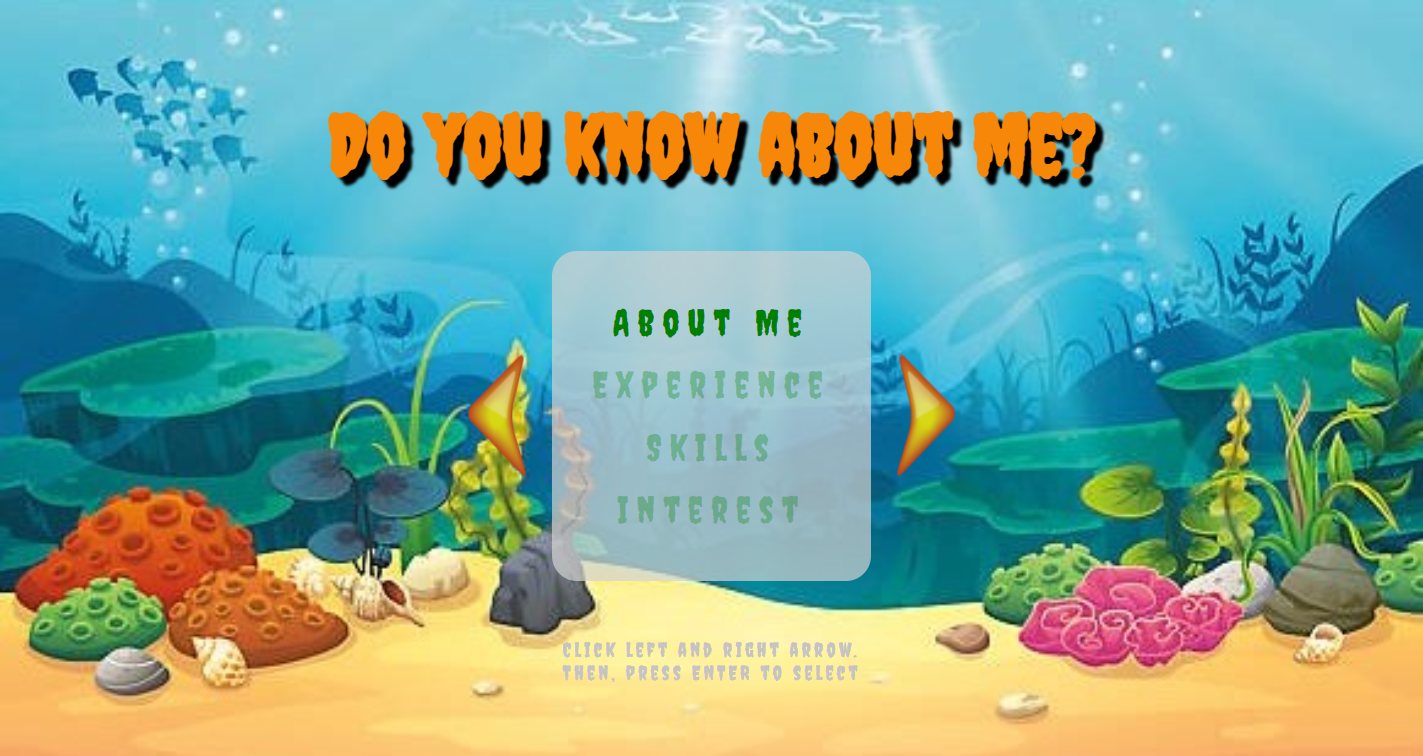 DO YOU KNOW ABOUT ME?
ABOUT ME
EXPERIENCE
SKILLS
INTEREST
CLICK LEFT AND RIGHT ARROW.
THEN, PRESS ENTER TO SELECT